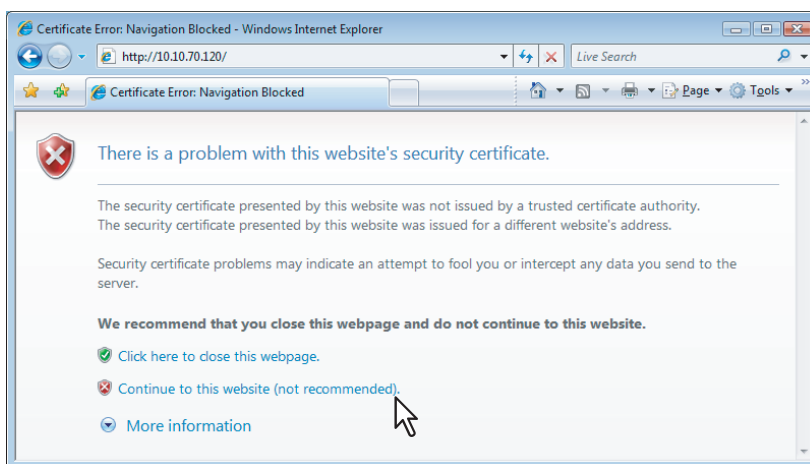 Certificate Error: Navigation Blocked - Windows Internet Explorer
http://10.10.70.120/
Live Search
Certificate Error: Navigation Blocked
Page
Tools
»
There is a problem with this website's security certificate.
The security certificate presented by this website was not issued by a trusted certificate authority.
The security certificate presented by this website was issued for a different website's address.
Security certificate problems may indicate an attempt to fool you or intercept any data you send to the
server.
We recommend that you close this webpage and do not continue to this website.
Click here to close this webpage.
Continue to this website (not recommended).
More information